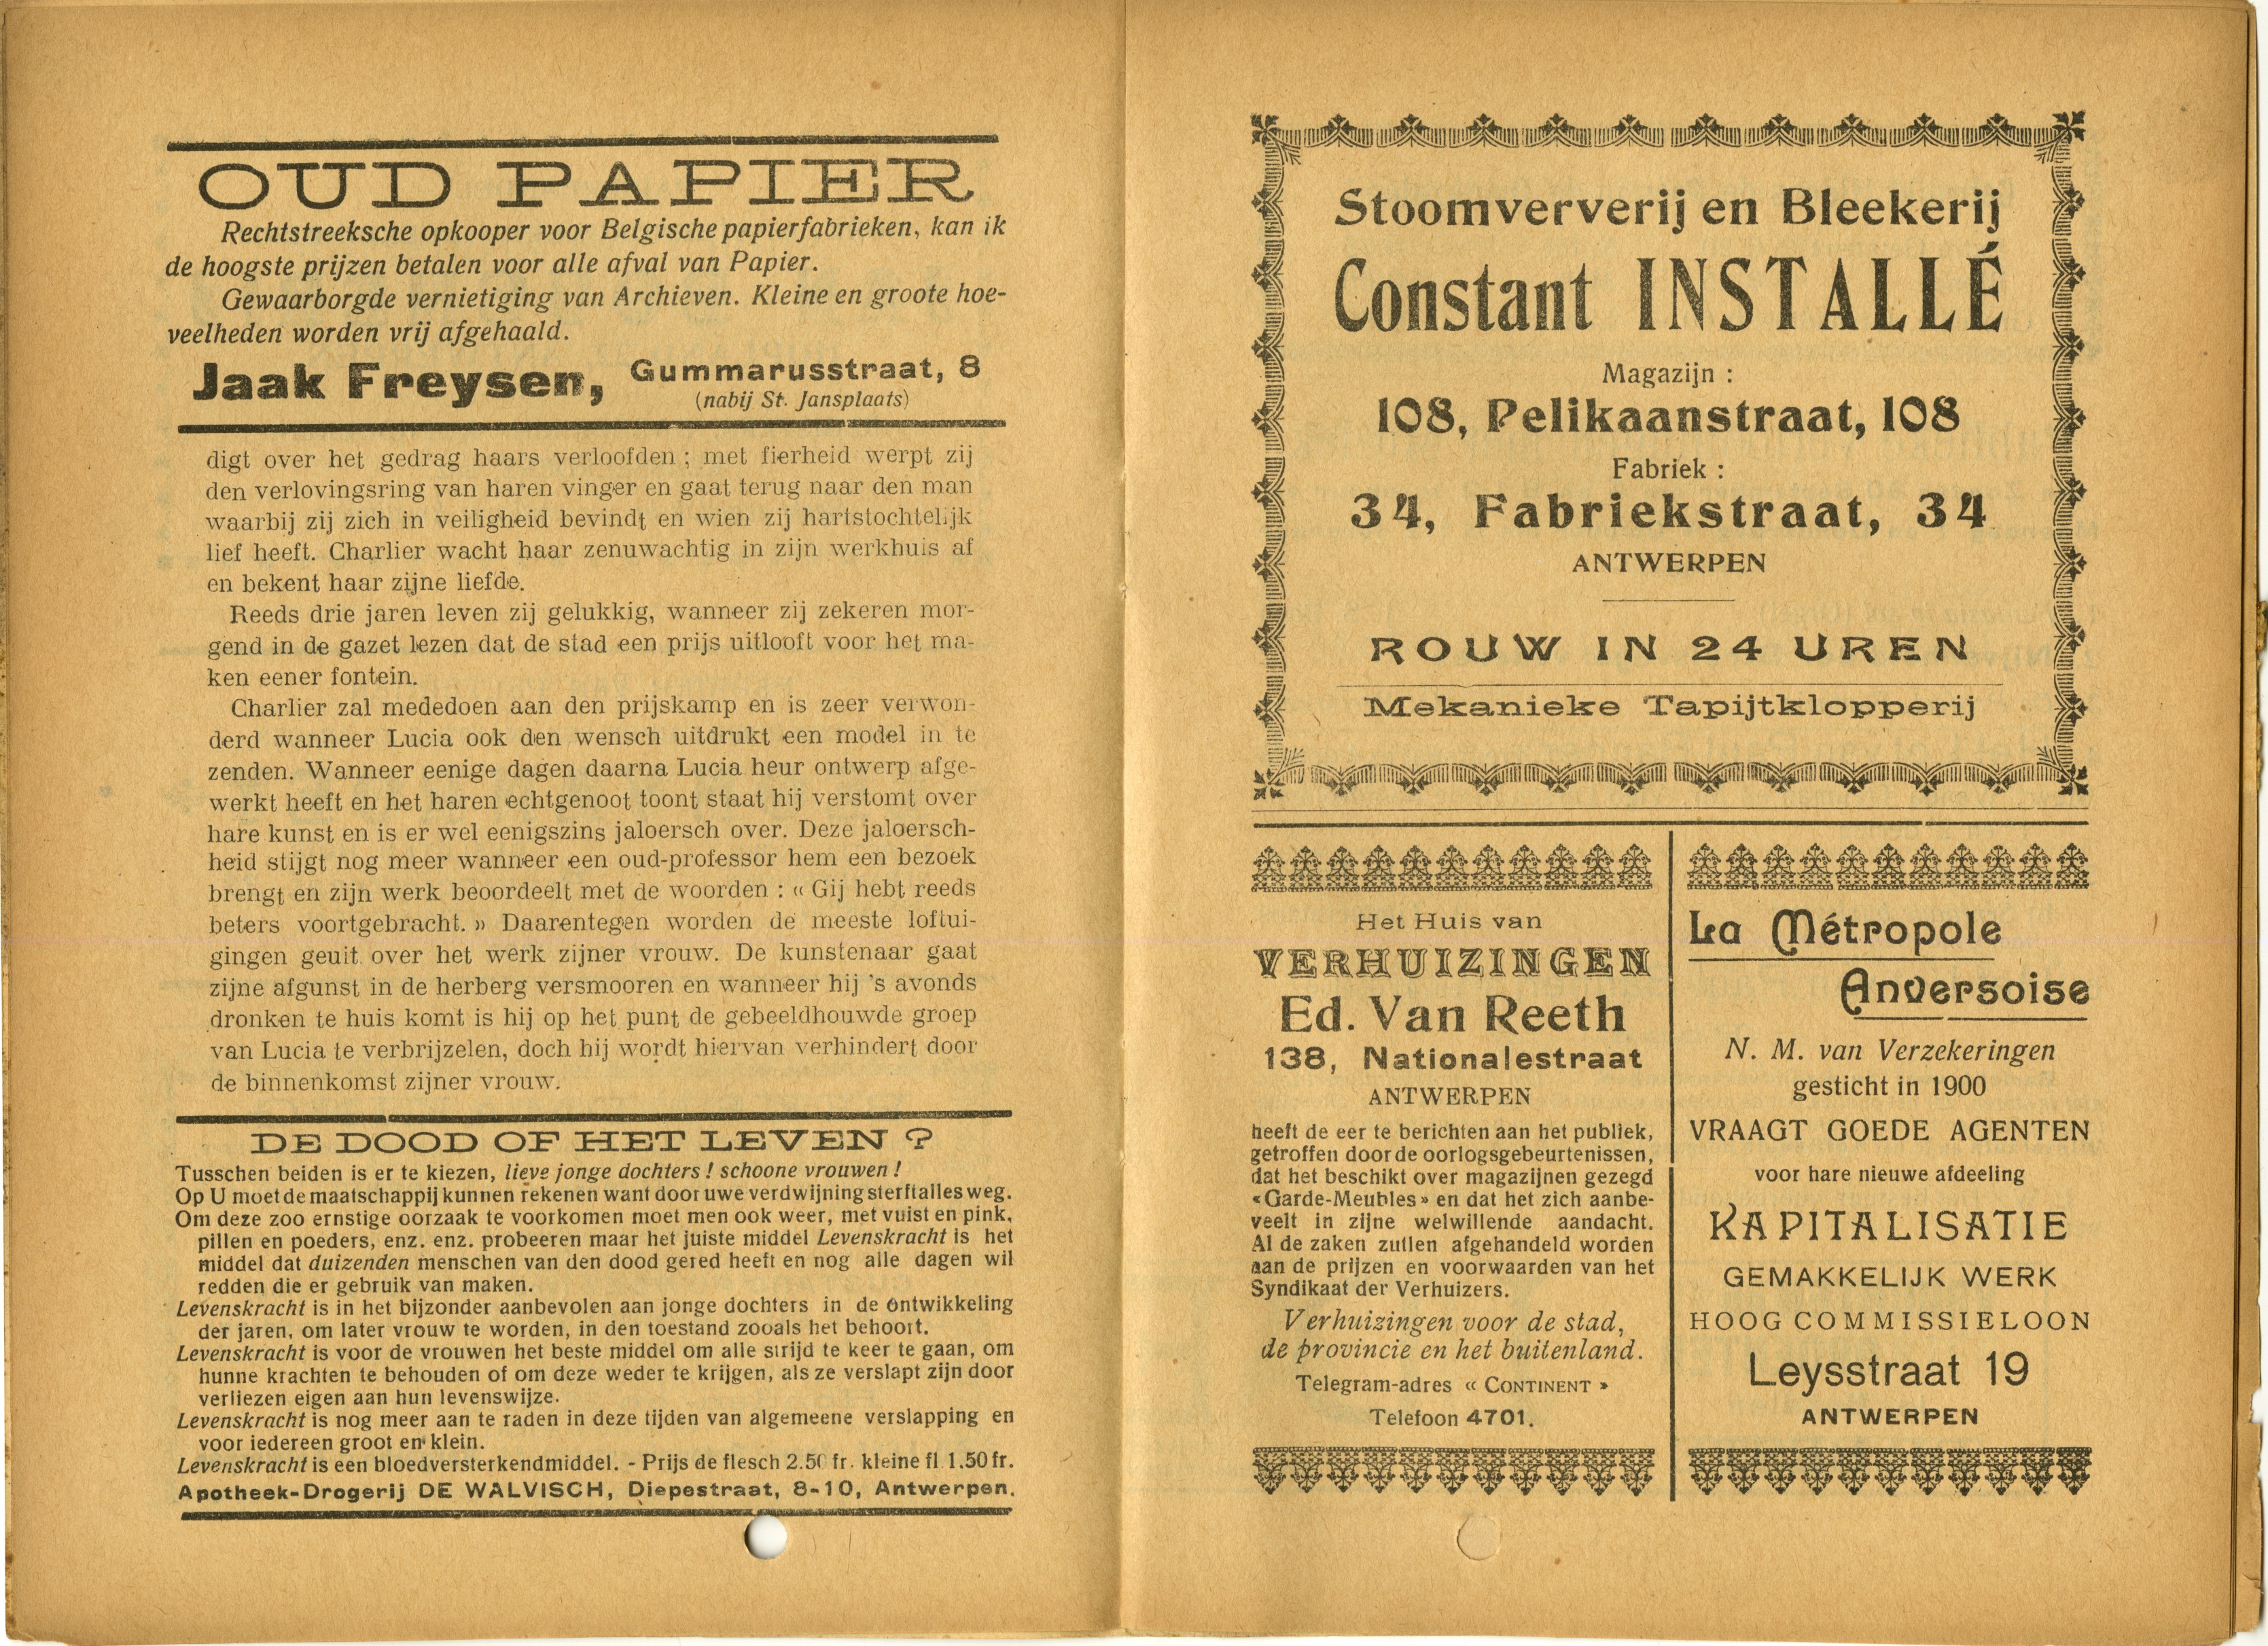 OUD PAPIER
Rechtstreeksche opkooper voor Belgische papierfabrieken, kan ik
de hoogste prijzen betalen voor alle afval van Papier.
Gewaarborgde vernietiging van Archieven. Kleine en groote hoe-
veelheden worden vrij afgehaald.
Jaak Freysen, Gummarusstraat, 8
(nabij St. Jansplaats)
digt over het gedrag haars verloofden ; met fierheid werpt zij
den verlovingsring van haren vinger en gaat terug naar den man
waarbij zij zich in veiligheid bevindt en wien zij hartstochtelijk
lief heeft. Charlier wacht haar zenuwachtig in zijn werkhuis af
en bekent haar zijne liefde.
Reeds drie jaren leven zij gelukkig, wanneer zij zekeren mor-
gend in de gazet lezen dat de stad een prijs uitlooft voor het ma-
ken eener fontein.
Charlier zal mededoen aan den prijskamp en is zeer verwon-
derd wanneer Lucia ook den wensch uitdrukt een model in te
zenden. Wanneer eenige dagen daarna Lucia heur ontwerp afge-
werkt heeft en het haren echtgenoot toont staat hij verstomt over
hare kunst en is er wel eenigszins jaloersch over. Deze jaloersch-
heid stijgt nog meer wanneer een oud-professor hem een bezoek
brengt en zijn werk beoordeelt met de woorden : « Gij hebt reeds
beters voortgebracht. » Daarentegen worden de meeste loftui-
gingen geuit over het werk zijner vrouw. De kunstenaar gaat
zijne afgunst in de herberg versmooren en wanneer hij 's avonds
dronken te huis komt is hij op het punt de gebeeldhouwde groep
van Lucia te verbrijzelen, doch hij wordt hiervan verhindert door
de binnenkomst zijner vrouw.
DE DOOD OF HET LEVEN ?
Tusschen beiden is er te kiezen, lieve jonge dochters ! schoone vrouwen !
Op U moet de maatschappij kunnen rekenen want door uwe verdwijning sterft alles weg.
Om deze zoo ernstige oorzaak te voorkomen moet men ook weer, met vuist en pink,
pillen en poeders, enz. enz. probeeren maar het juiste middel Levenskracht is het
middel dat duizenden menschen van den dood gered heeft en nog alle dagen wil
redden die er gebruik van maken.
Levenskracht is in het bijzonder aanbevolen aan jonge dochters in de ontwikkeling
der jaren, om later vrouw te worden, in den toestand zooals het behoort.
Levenskracht is voor de vrouwen het beste middel om alle strijd te keer te gaan, om
hunne krachten te behouden of om deze weder te krijgen, als ze verslapt zijn door
verliezen eigen aan hun levenswijze.
Levenskracht is nog meer aan te raden in deze tijden van algemeene verslapping en
voor iedereen groot en klein.
Levenskracht is een bloedversterkendmiddel. - Prijs de flesch 2.50 fr. kleine fl 1.50 fr.
Apotheek-Drogerij DE WALVISCH, Diepestraat, 8-10, Antwerpen.
Stoomververij en Bleekerij
Constant INSTALLÉ
Magazijn :
108, Pelikaanstraat, 108
Fabriek :
34, Fabriekstraat, 34
ANTWERPEN
ROUW IN 24 UREN
Mekanieke Tapijtklopperij
Het Huis van
VERHUIZINGEN
Ed. Van Reeth
138, Nationalestraat
ANTWERPEN
heeft de eer te berichten aan het publiek,
getroffen door de oorlogsgebeurtenissen,
dat het beschikt over magazijnen gezegd
«Garde-Meubles» en dat het zich aanbe-
veelt in zijne welwillende aandacht.
Al de zaken zullen afgehandeld worden
aan de prijzen en voorwaarden van het
Syndikaat der Verhuizers.
Verhuizingen voor de stad,
de provincie en het buitenland.
Telegram-adres « CONTINENT »
Telefoon 4701.
La Métropole
Anversoise
N. M. van Verzekeringen
gesticht in 1900
VRAAGT GOEDE AGENTEN
voor hare nieuwe afdeeling
KAPITALISATIE
GEMAKKELIJK WERK
HOOG COMMISSIELOON
Leysstraat 19
ANTWERPEN